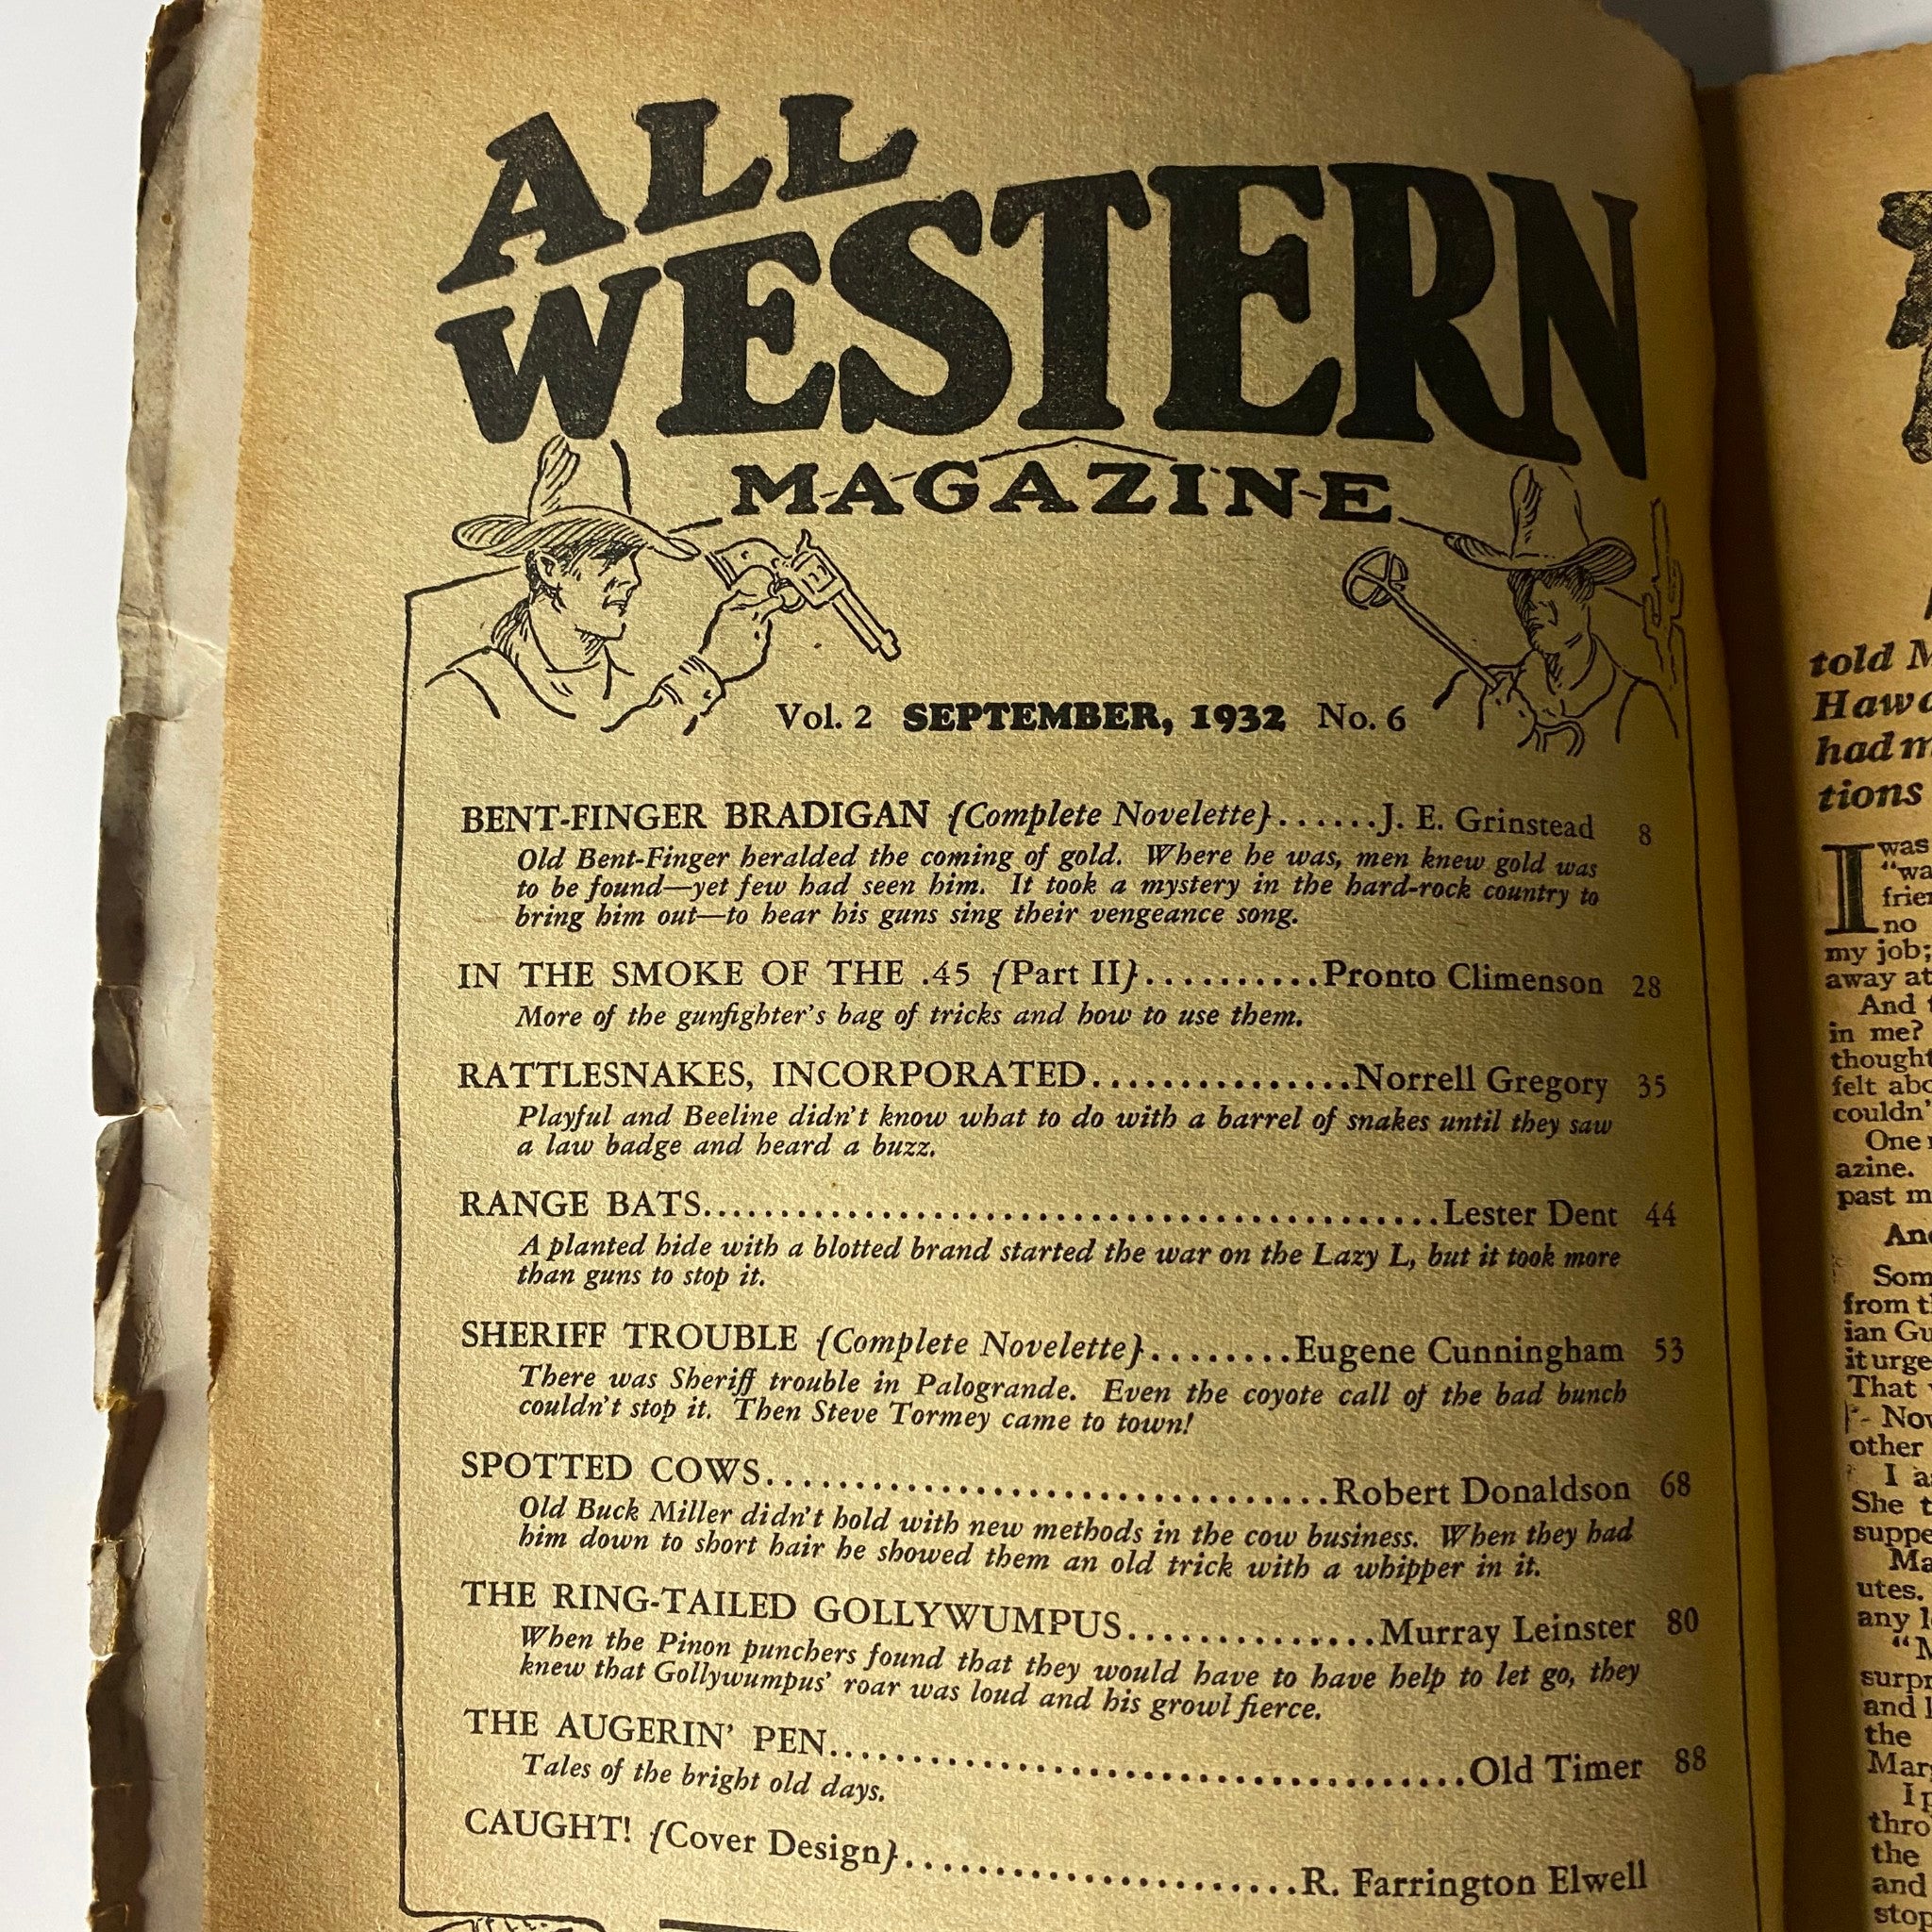 ALL
WESTERN
MAGAZINE
Vol. 2 SEPTEMBER, 1932 No. 6
BENT-FINGER BRADIGAN {Complete Novelette}......J. E. Grinstead 8
Old Bent-Finger heralded the coming of gold. Where he was, men knew gold was
to be found—yet few had seen him. It took a mystery in the hard-rock country to
bring him out—to hear his guns sing their vengeance song.
IN THE SMOKE OF THE .45 {Part II}..........Pronto Climenson 28
More of the gunfighter's bag of tricks and how to use them.
RATTLESNAKES, INCORPORATED...............Norrell Gregory 35
Playful and Beeline didn't know what to do with a barrel of snakes until they saw
a law badge and heard a buzz.
RANGE BATS..........................................Lester Dent 44
A planted hide with a blotted brand started the war on the Lazy L, but it took more
than guns to stop it.
SHERIFF TROUBLE {Complete Novelette}........Eugene Cunningham 53
There was Sheriff trouble in Palogrande. Even the coyote call of the bad bunch
couldn't stop it. Then Steve Tormey came to town!
SPOTTED COWS................................Robert Donaldson 68
Old Buck Miller didn't hold with new methods in the cow business. When they had
him down to short hair he showed them an old trick with a whipper in it.
THE RING-TAILED GOLLYWUMPUS..............Murray Leinster 80
When the Pinon punchers found that they would have to have help to let go, they
knew that Gollywumpus' roar was loud and his growl fierce.
THE AUGERIN' PEN....................................Old Timer 88
Tales of the bright old days.
CAUGHT! {Cover Design}......................R. Farrington Elwell
told
had
tions
I was
"wa
no
my job;
away at
And
in me?
thought
felt
One
azine.
past
from
it urge
That
other
I
She
utes.
any
and
the
I
the
and